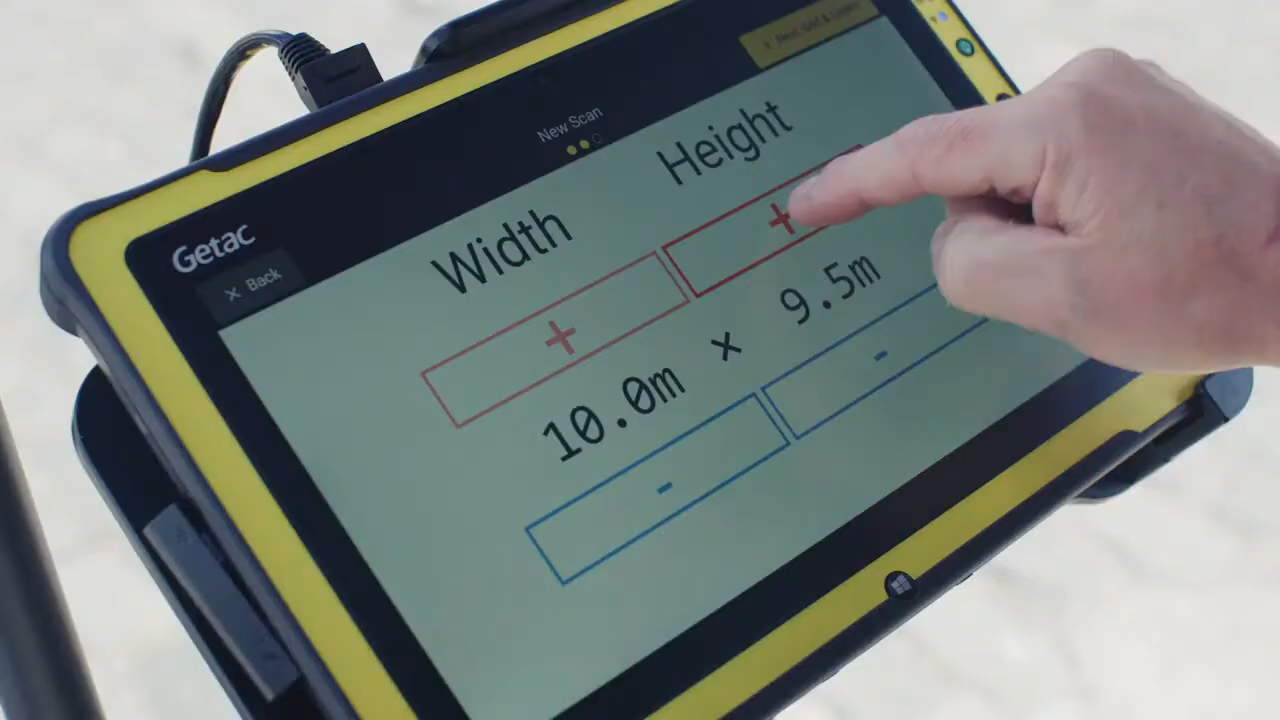 Getac
Back
New Scan
Width
Height
+
+
10.0m × 9.5m
-
-